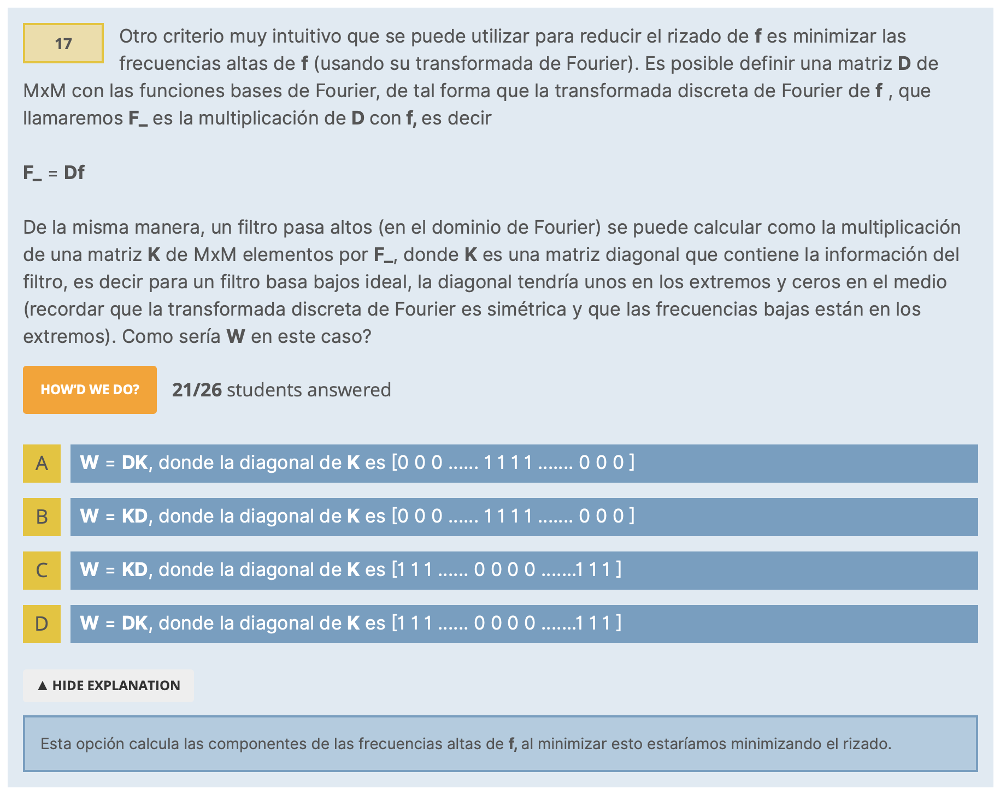 17
Otro criterio muy intuitivo que se puede utilizar para reducir el rizado de f es minimizar las
frecuencias altas de f (usando su transformada de Fourier). Es posible definir una matriz D de
MxM con las funciones bases de Fourier, de tal forma que la transformada discreta de Fourier de f , que
llamaremos F_ es la multiplicación de D con f, es decir
F_ = Df
De la misma manera, un filtro pasa altos (en el dominio de Fourier) se puede calcular como la multiplicación
de una matriz K de MxM elementos por F_, donde K es una matriz diagonal que contiene la información del
filtro, es decir para un filtro basa bajos ideal, la diagonal tendría unos en los extremos y ceros en el medio
(recordar que la transformada discreta de Fourier es simétrica y que las frecuencias bajas están en los
extremos). Como sería W en este caso?
HOW'D WE DO? 21/26 students answered
A W = DK, donde la diagonal de K es [0 0 0 ...... 1 1 1 1 ....... 0 0 0 ]
B W = KD, donde la diagonal de K es [0 0 0 ...... 1 1 1 1 ....... 0 0 0 ]
C W = KD, donde la diagonal de K es [1 1 1 ...... 0 0 0 0 .......1 1 1 ]
D W = DK, donde la diagonal de K es [1 1 1 ...... 0 0 0 0 .......1 1 1 ]
▲ HIDE EXPLANATION
Esta opción calcula las componentes de las frecuencias altas de f, al minimizar esto estaríamos minimizando el rizado.